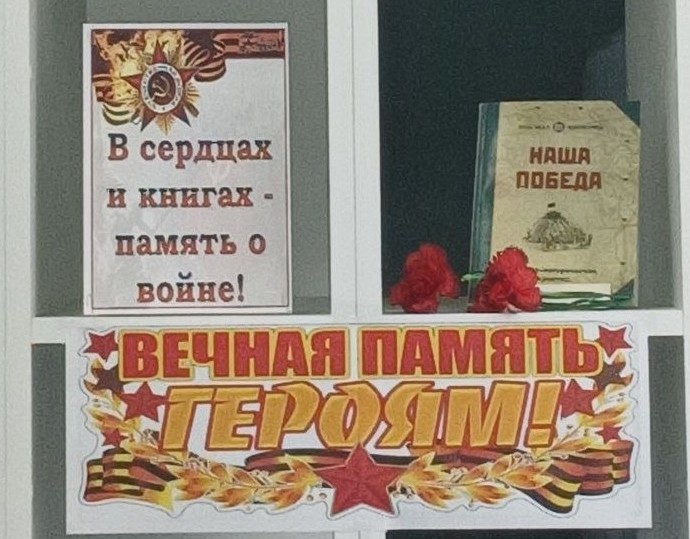 В сердцах
и книгах -
память о
войне!
НАША
ПОБЕДА
ВЕЧНАЯ ПАМЯТЬ
ГЕРОЯМ!